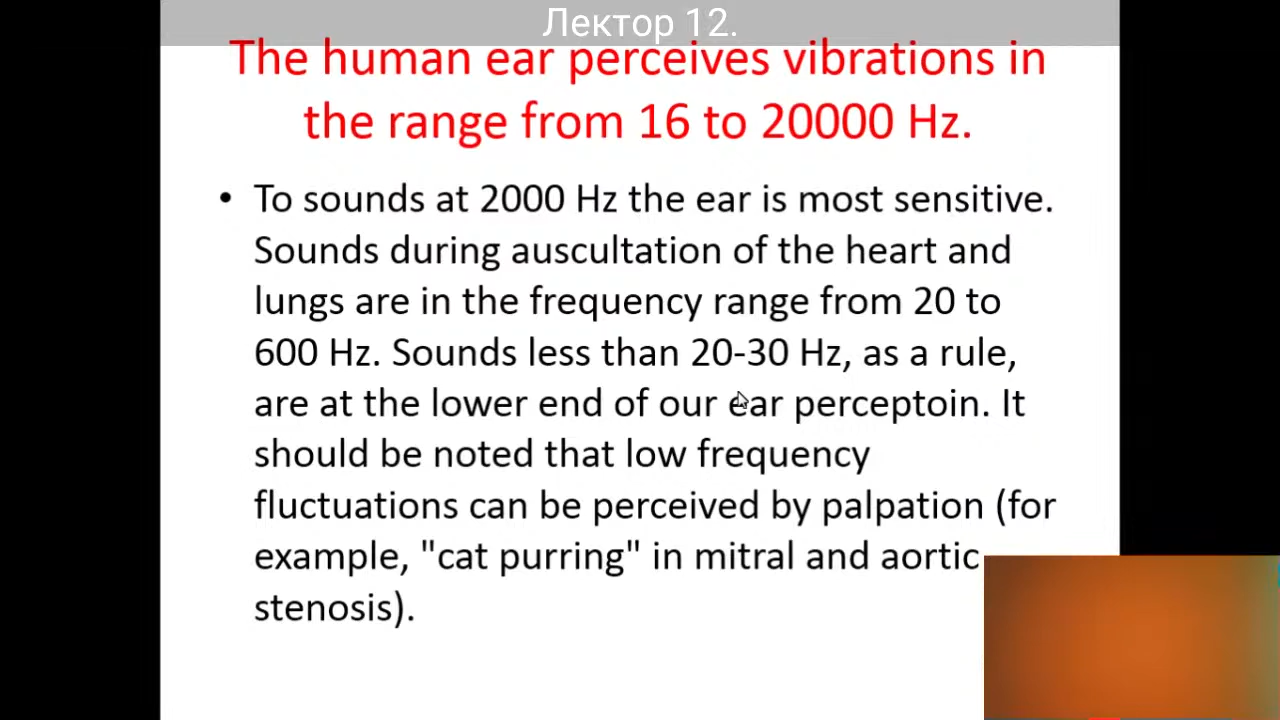 Лектор 12.
The human ear perceives vibrations in
the range from 16 to 20000 Hz.
• To sounds at 2000 Hz the ear is most sensitive.
Sounds during auscultation of the heart and
lungs are in the frequency range from 20 to
600 Hz. Sounds less than 20-30 Hz, as a rule,
are at the lower end of our ear perceptoin. It
should be noted that low frequency
fluctuations can be perceived by palpation (for
example, "cat purring" in mitral and aortic
stenosis).